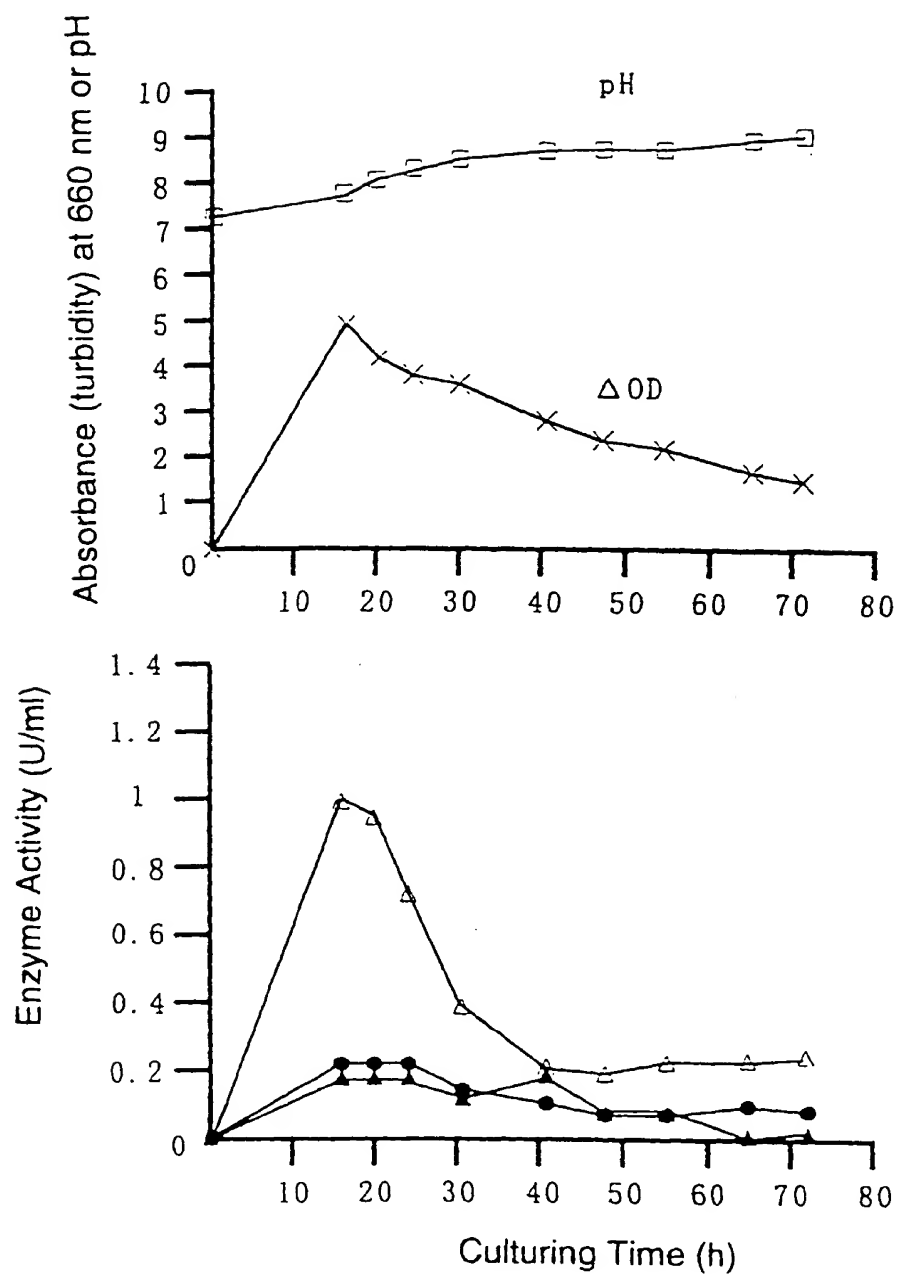 Absorbance (turbidity) at 660 nm or pH
10
9
8
7
6
5
4
3
2
1
0
pH
△ OD
10 20 30 40 50 60 70 80
Enzyme Activity (U/ml)
1.4
1.2
1
0.8
0.6
0.4
0.2
0
10 20 30 40 50 60 70 80
Culturing Time (h)